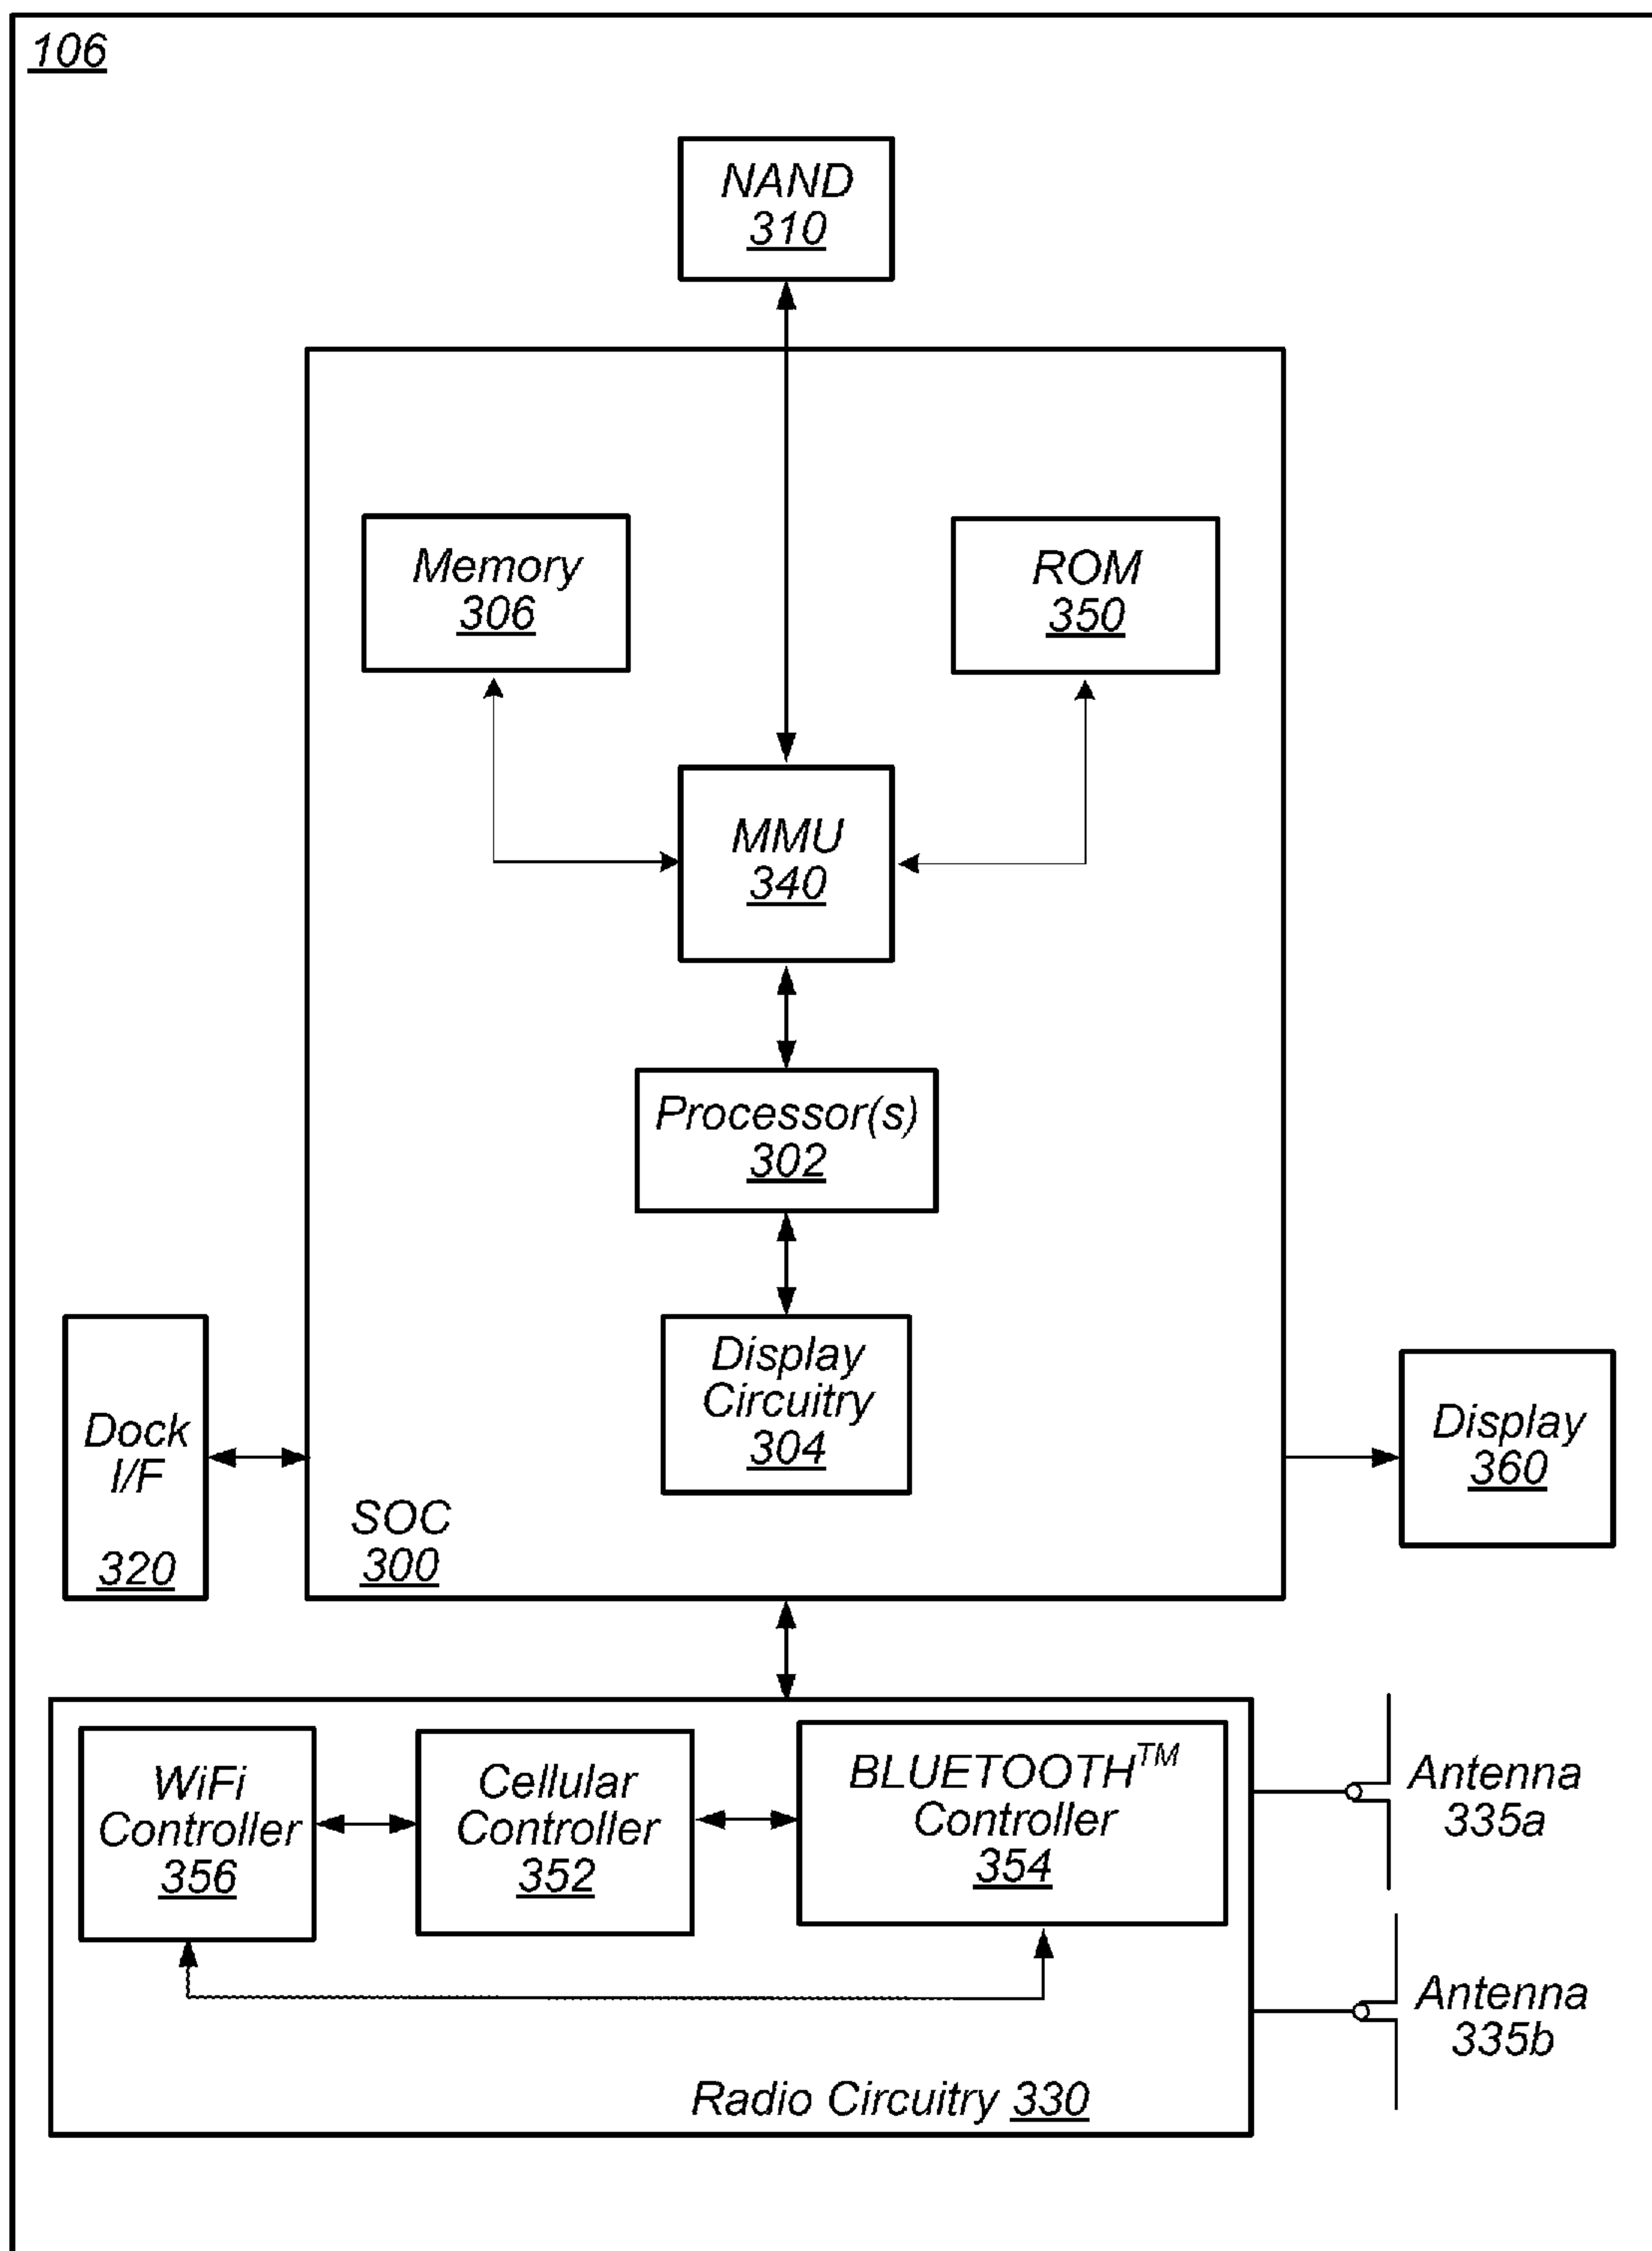 106
NAND
310
Memory
306
ROM
350
MMU
340
Processor(s)
302
Display
Circuitry
304
Dock
I/F
320
SOC
300
Display
360
WiFi
Controller
356
Cellular
Controller
352
BLUETOOTH™
Controller
354
Antenna
335a
Antenna
335b
Radio Circuitry 330